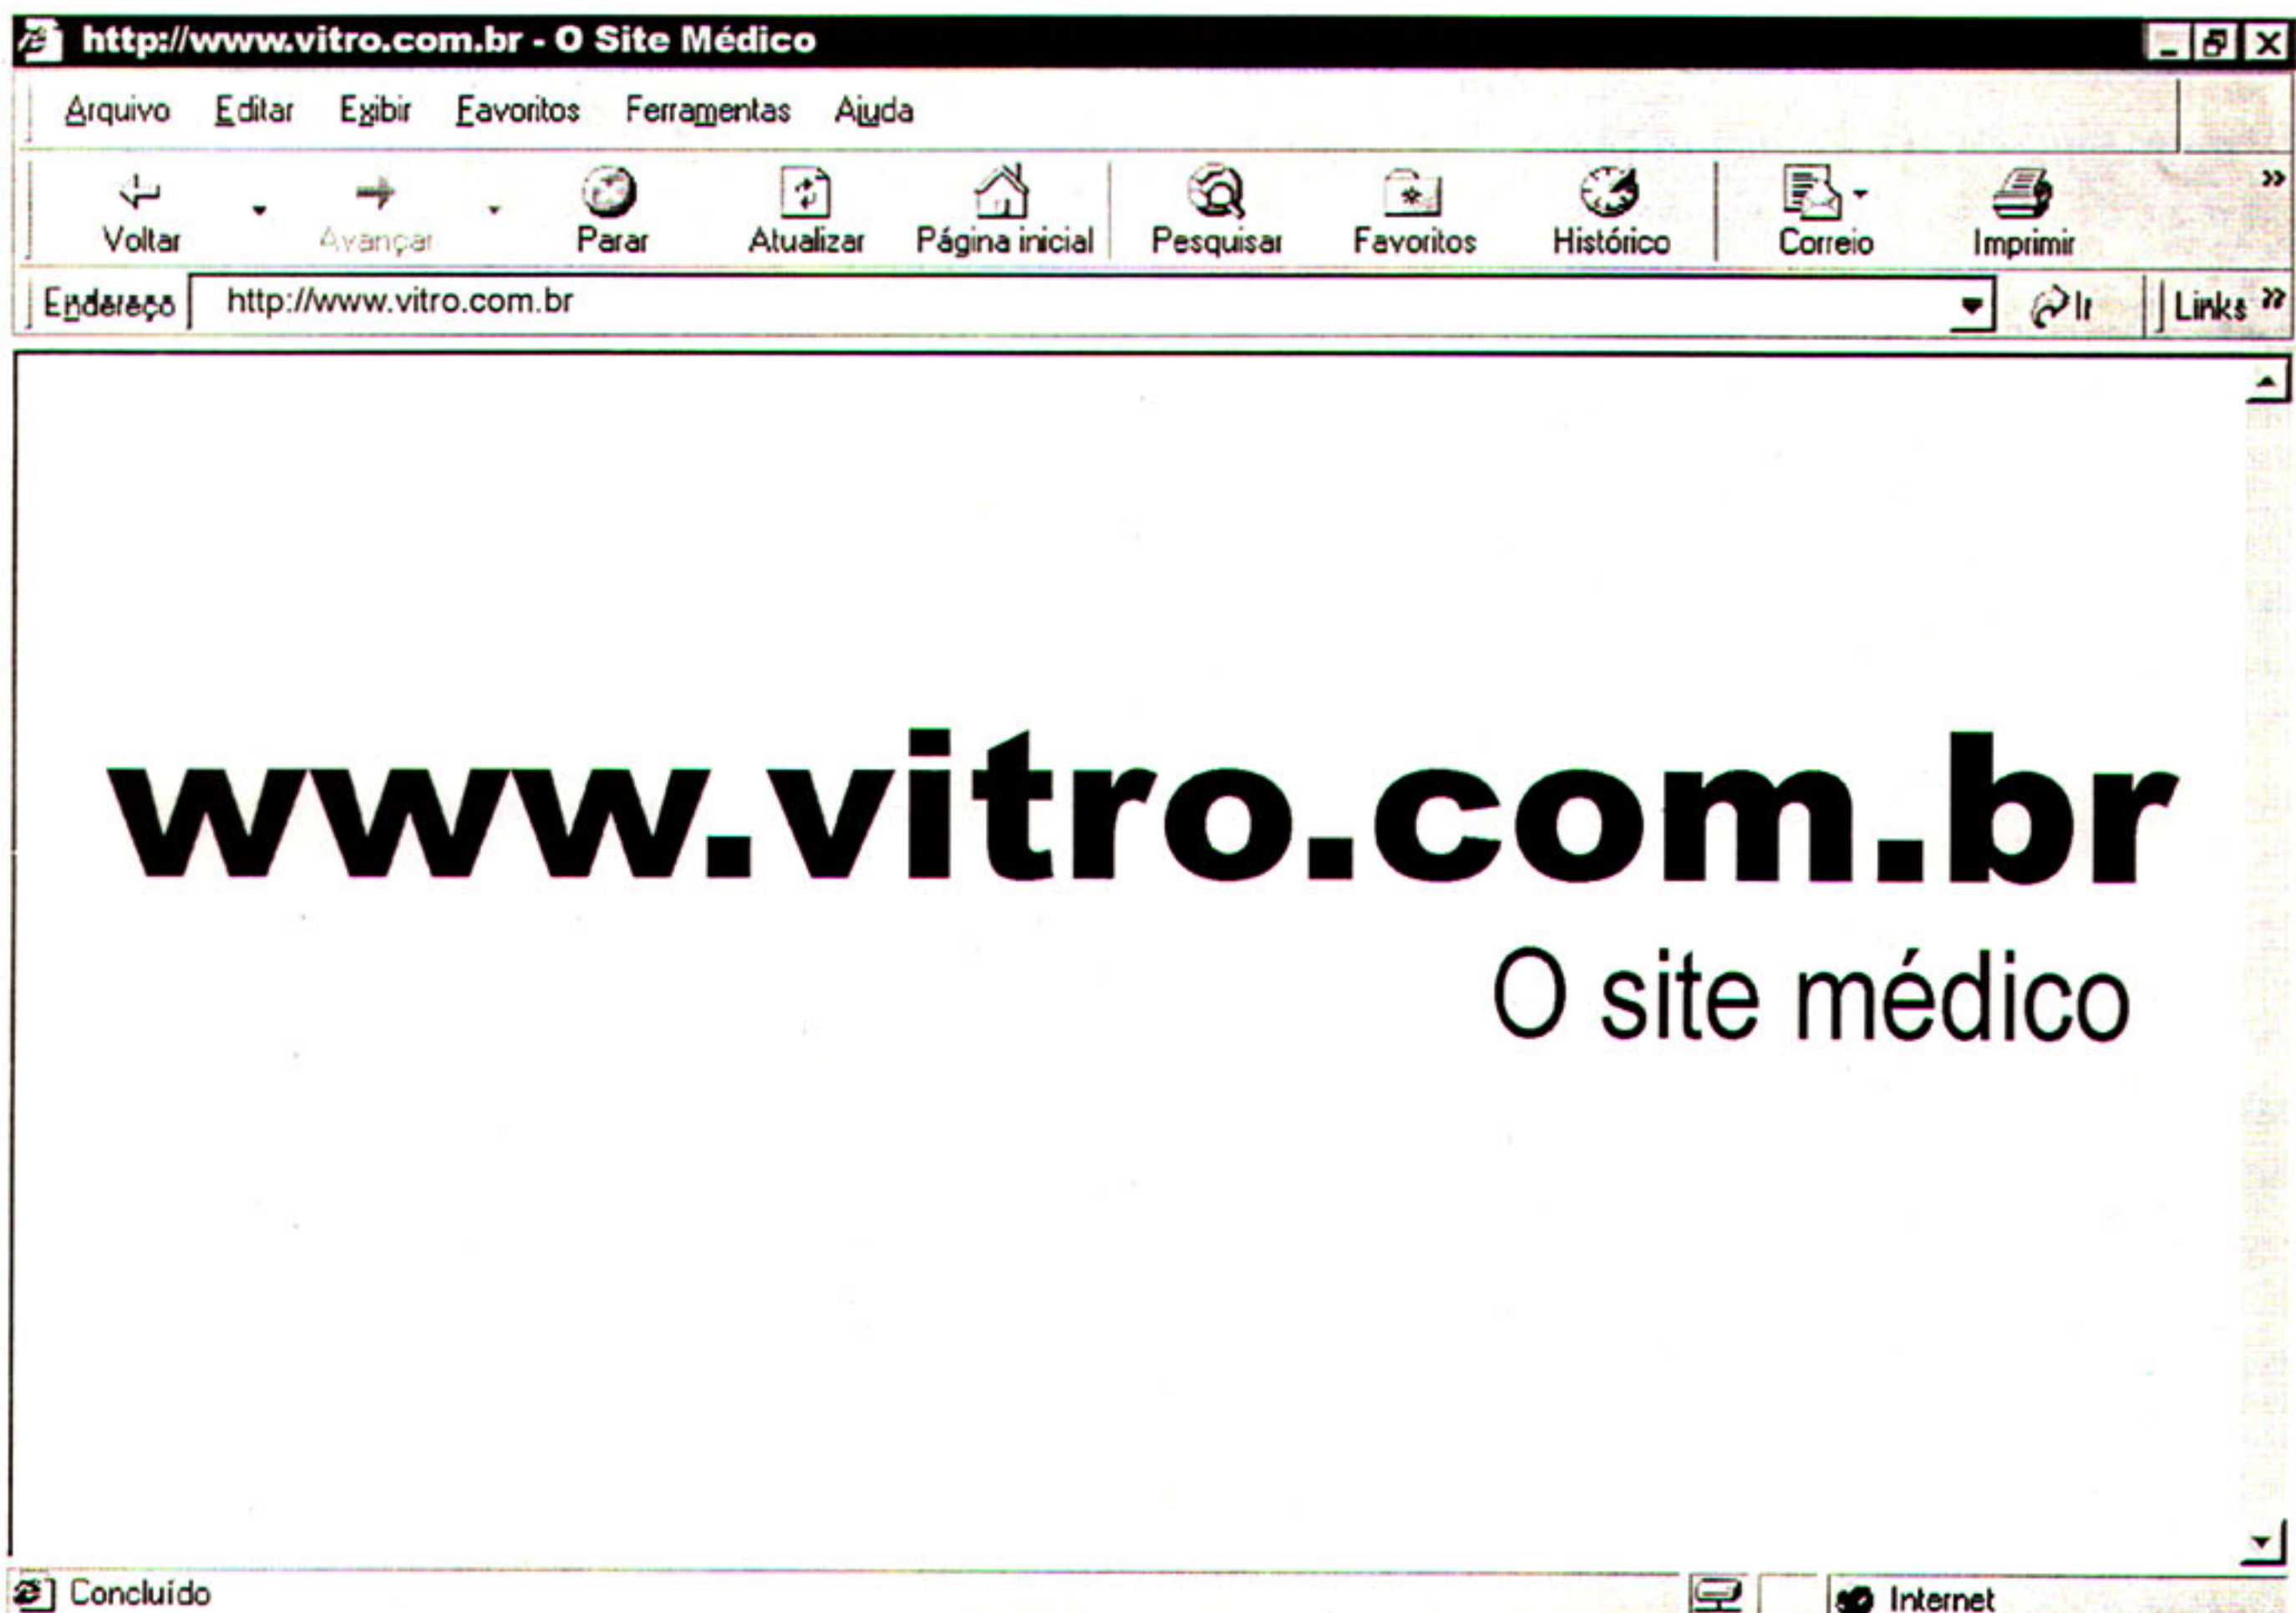 http://www.vitro.com.br - O Site Médico
Arquivo Editar Exibir Favoritos Ferramentas Ajuda
Voltar Avançar Parar Atualizar Página inicial Pesquisar Favoritos Histórico Correio Imprimir »
Endereço http://www.vitro.com.br Ir Links »
www.vitro.com.br
O site médico
Concluído Internet